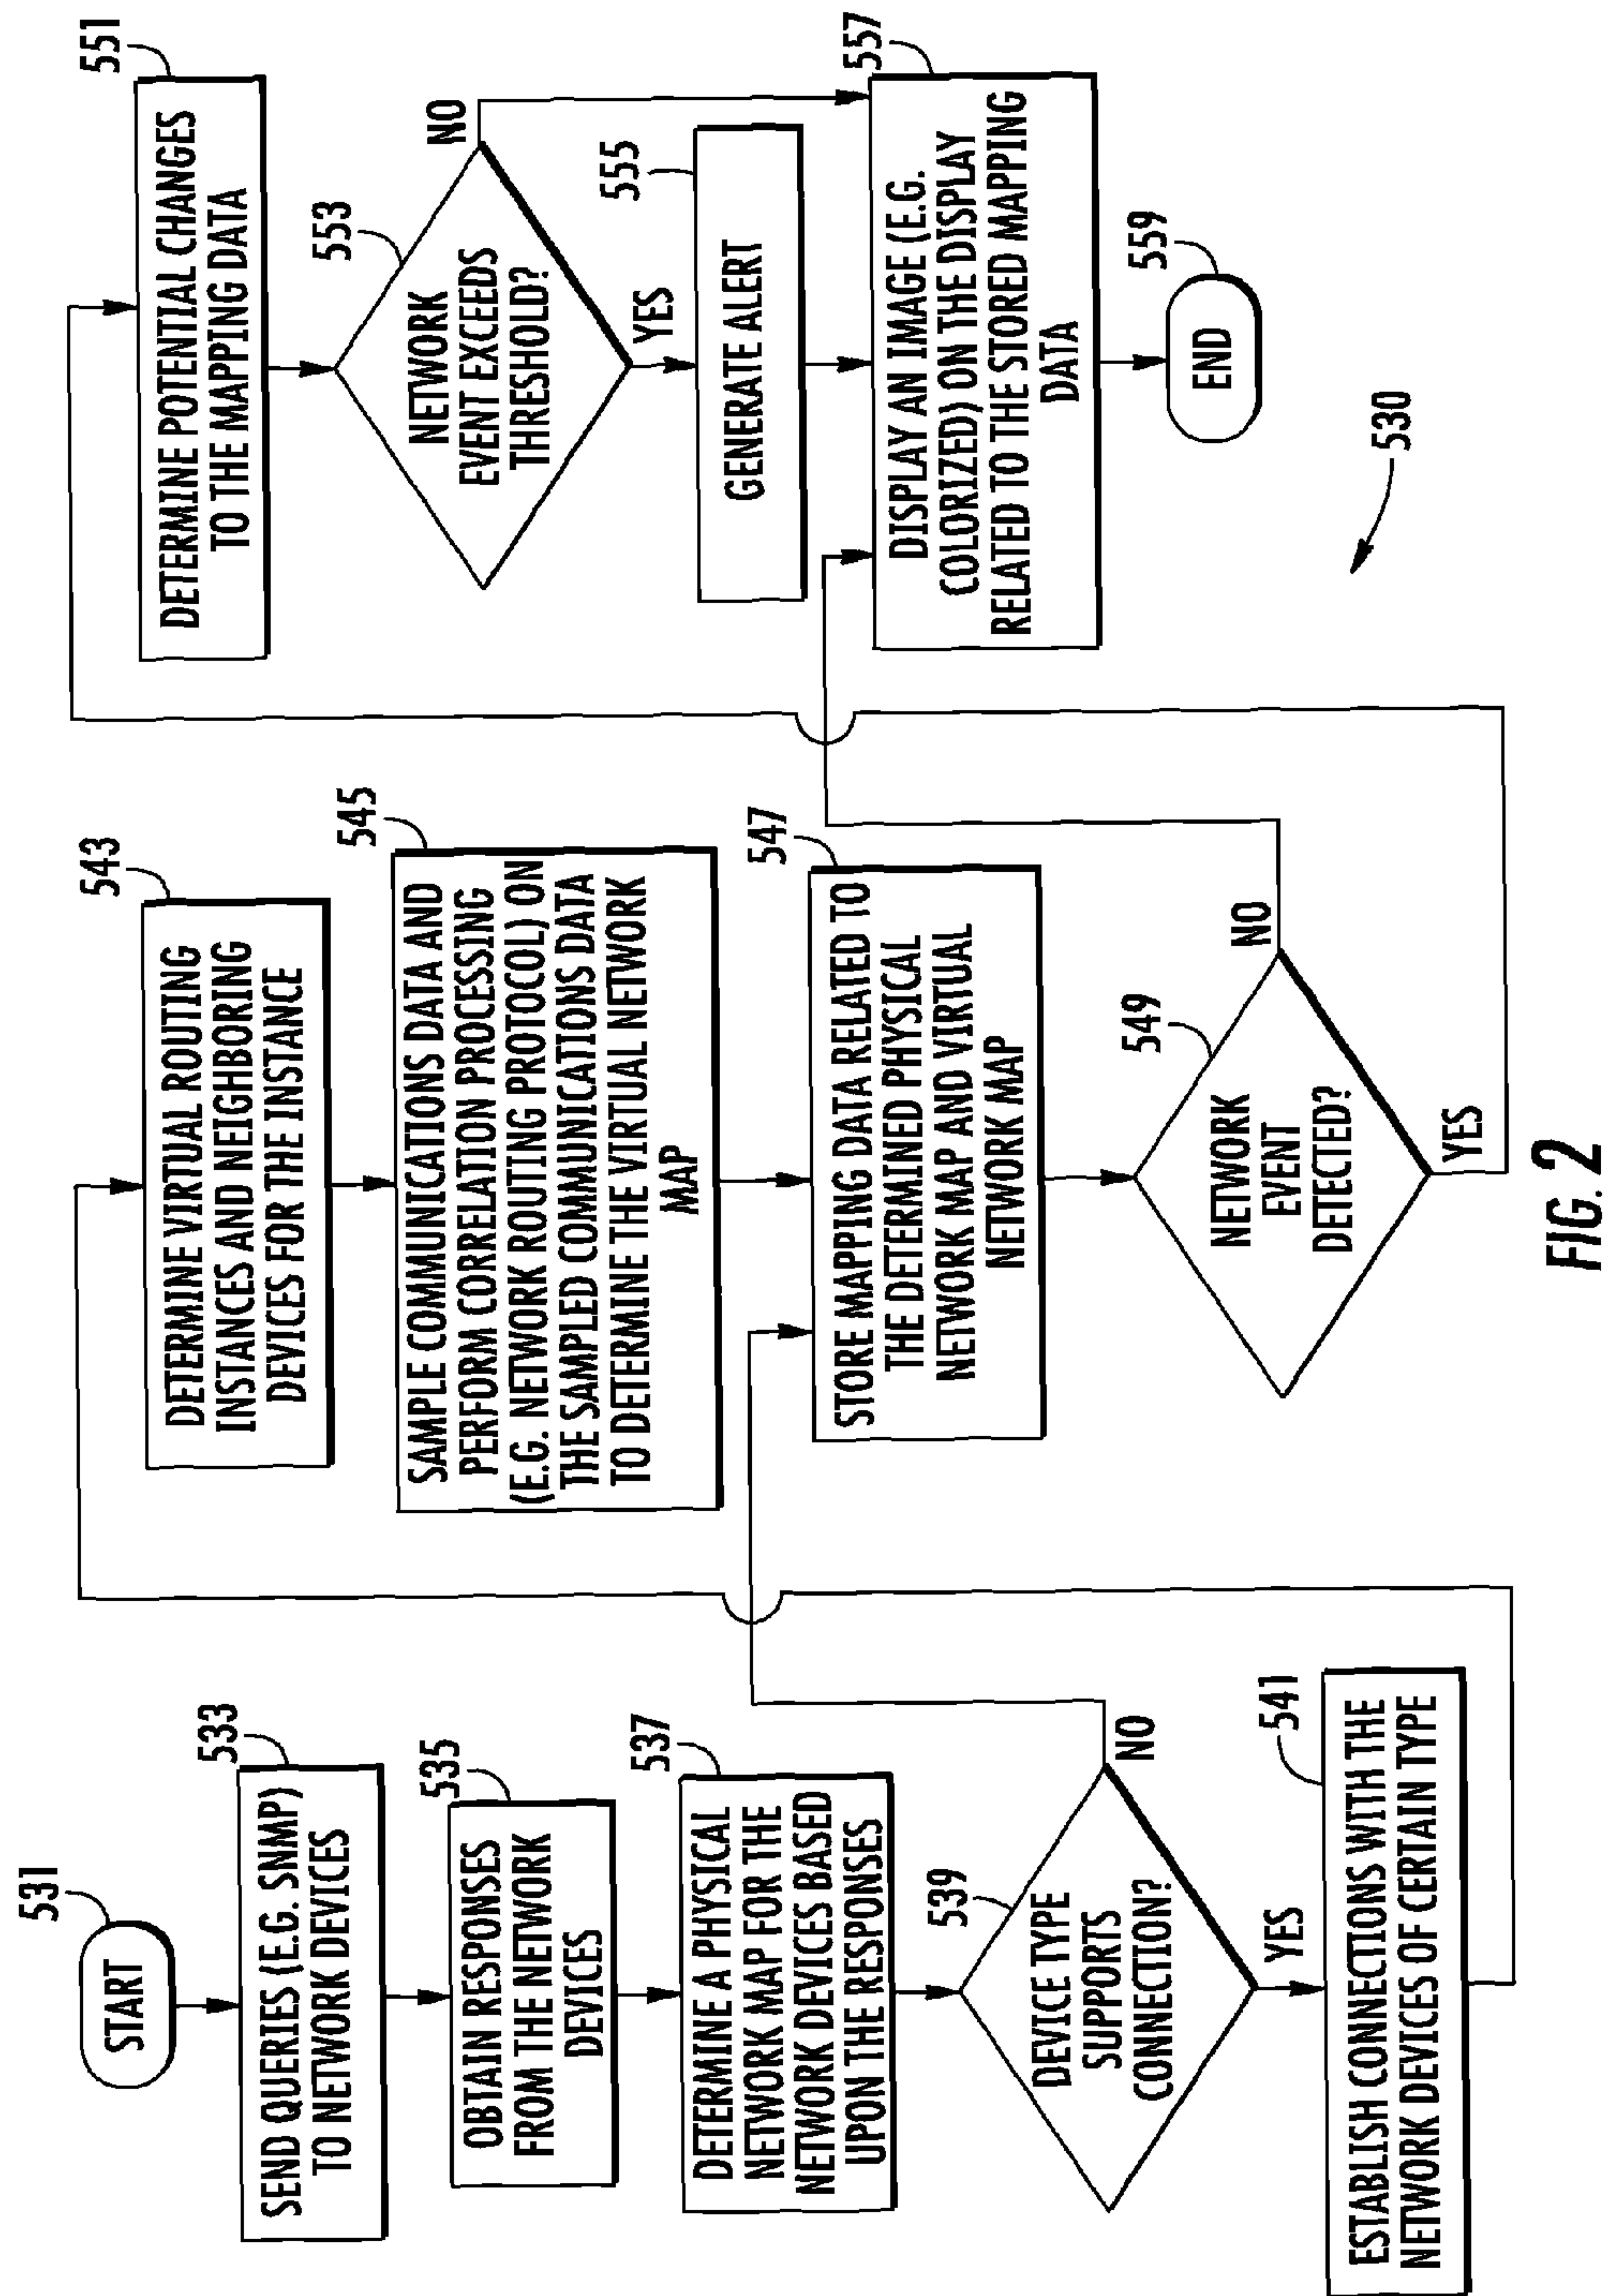 531
START
533
SEND QUERIES (E.G. SNMP)
TO NETWORK DEVICES
535
OBTAIN RESPONSES
FROM THE NETWORK
DEVICES
537
DETERMINE A PHYSICAL
NETWORK MAP FOR THE
NETWORK DEVICES BASED
UPON THE RESPONSES
539
DEVICE TYPE
SUPPORTS
CONNECTION?
NO
YES
541
ESTABLISH CONNECTIONS WITH THE
NETWORK DEVICES OF CERTAIN TYPE
543
DETERMINE VIRTUAL ROUTING
INSTANCES AND NEIGHBORING
DEVICES FOR THE INSTANCE
545
SAMPLE COMMUNICATIONS DATA AND
PERFORM CORRELATION PROCESSING
(E.G. NETWORK ROUTING PROTOCOL) ON
THE SAMPLED COMMUNICATIONS DATA
TO DETERMINE THE VIRTUAL NETWORK
MAP
547
STORE MAPPING DATA RELATED TO
THE DETERMINED PHYSICAL
NETWORK MAP AND VIRTUAL
NETWORK MAP
549
NETWORK
EVENT
DETECTED?
NO
YES
551
DETERMINE POTENTIAL CHANGES
TO THE MAPPING DATA
553
NETWORK
EVENT EXCEEDS
THRESHOLD?
NO
YES
555
GENERATE ALERT
557
DISPLAY AN IMAGE (E.G.
COLORIZED) ON THE DISPLAY
RELATED TO THE STORED MAPPING
DATA
559
END
530
FIG. 2